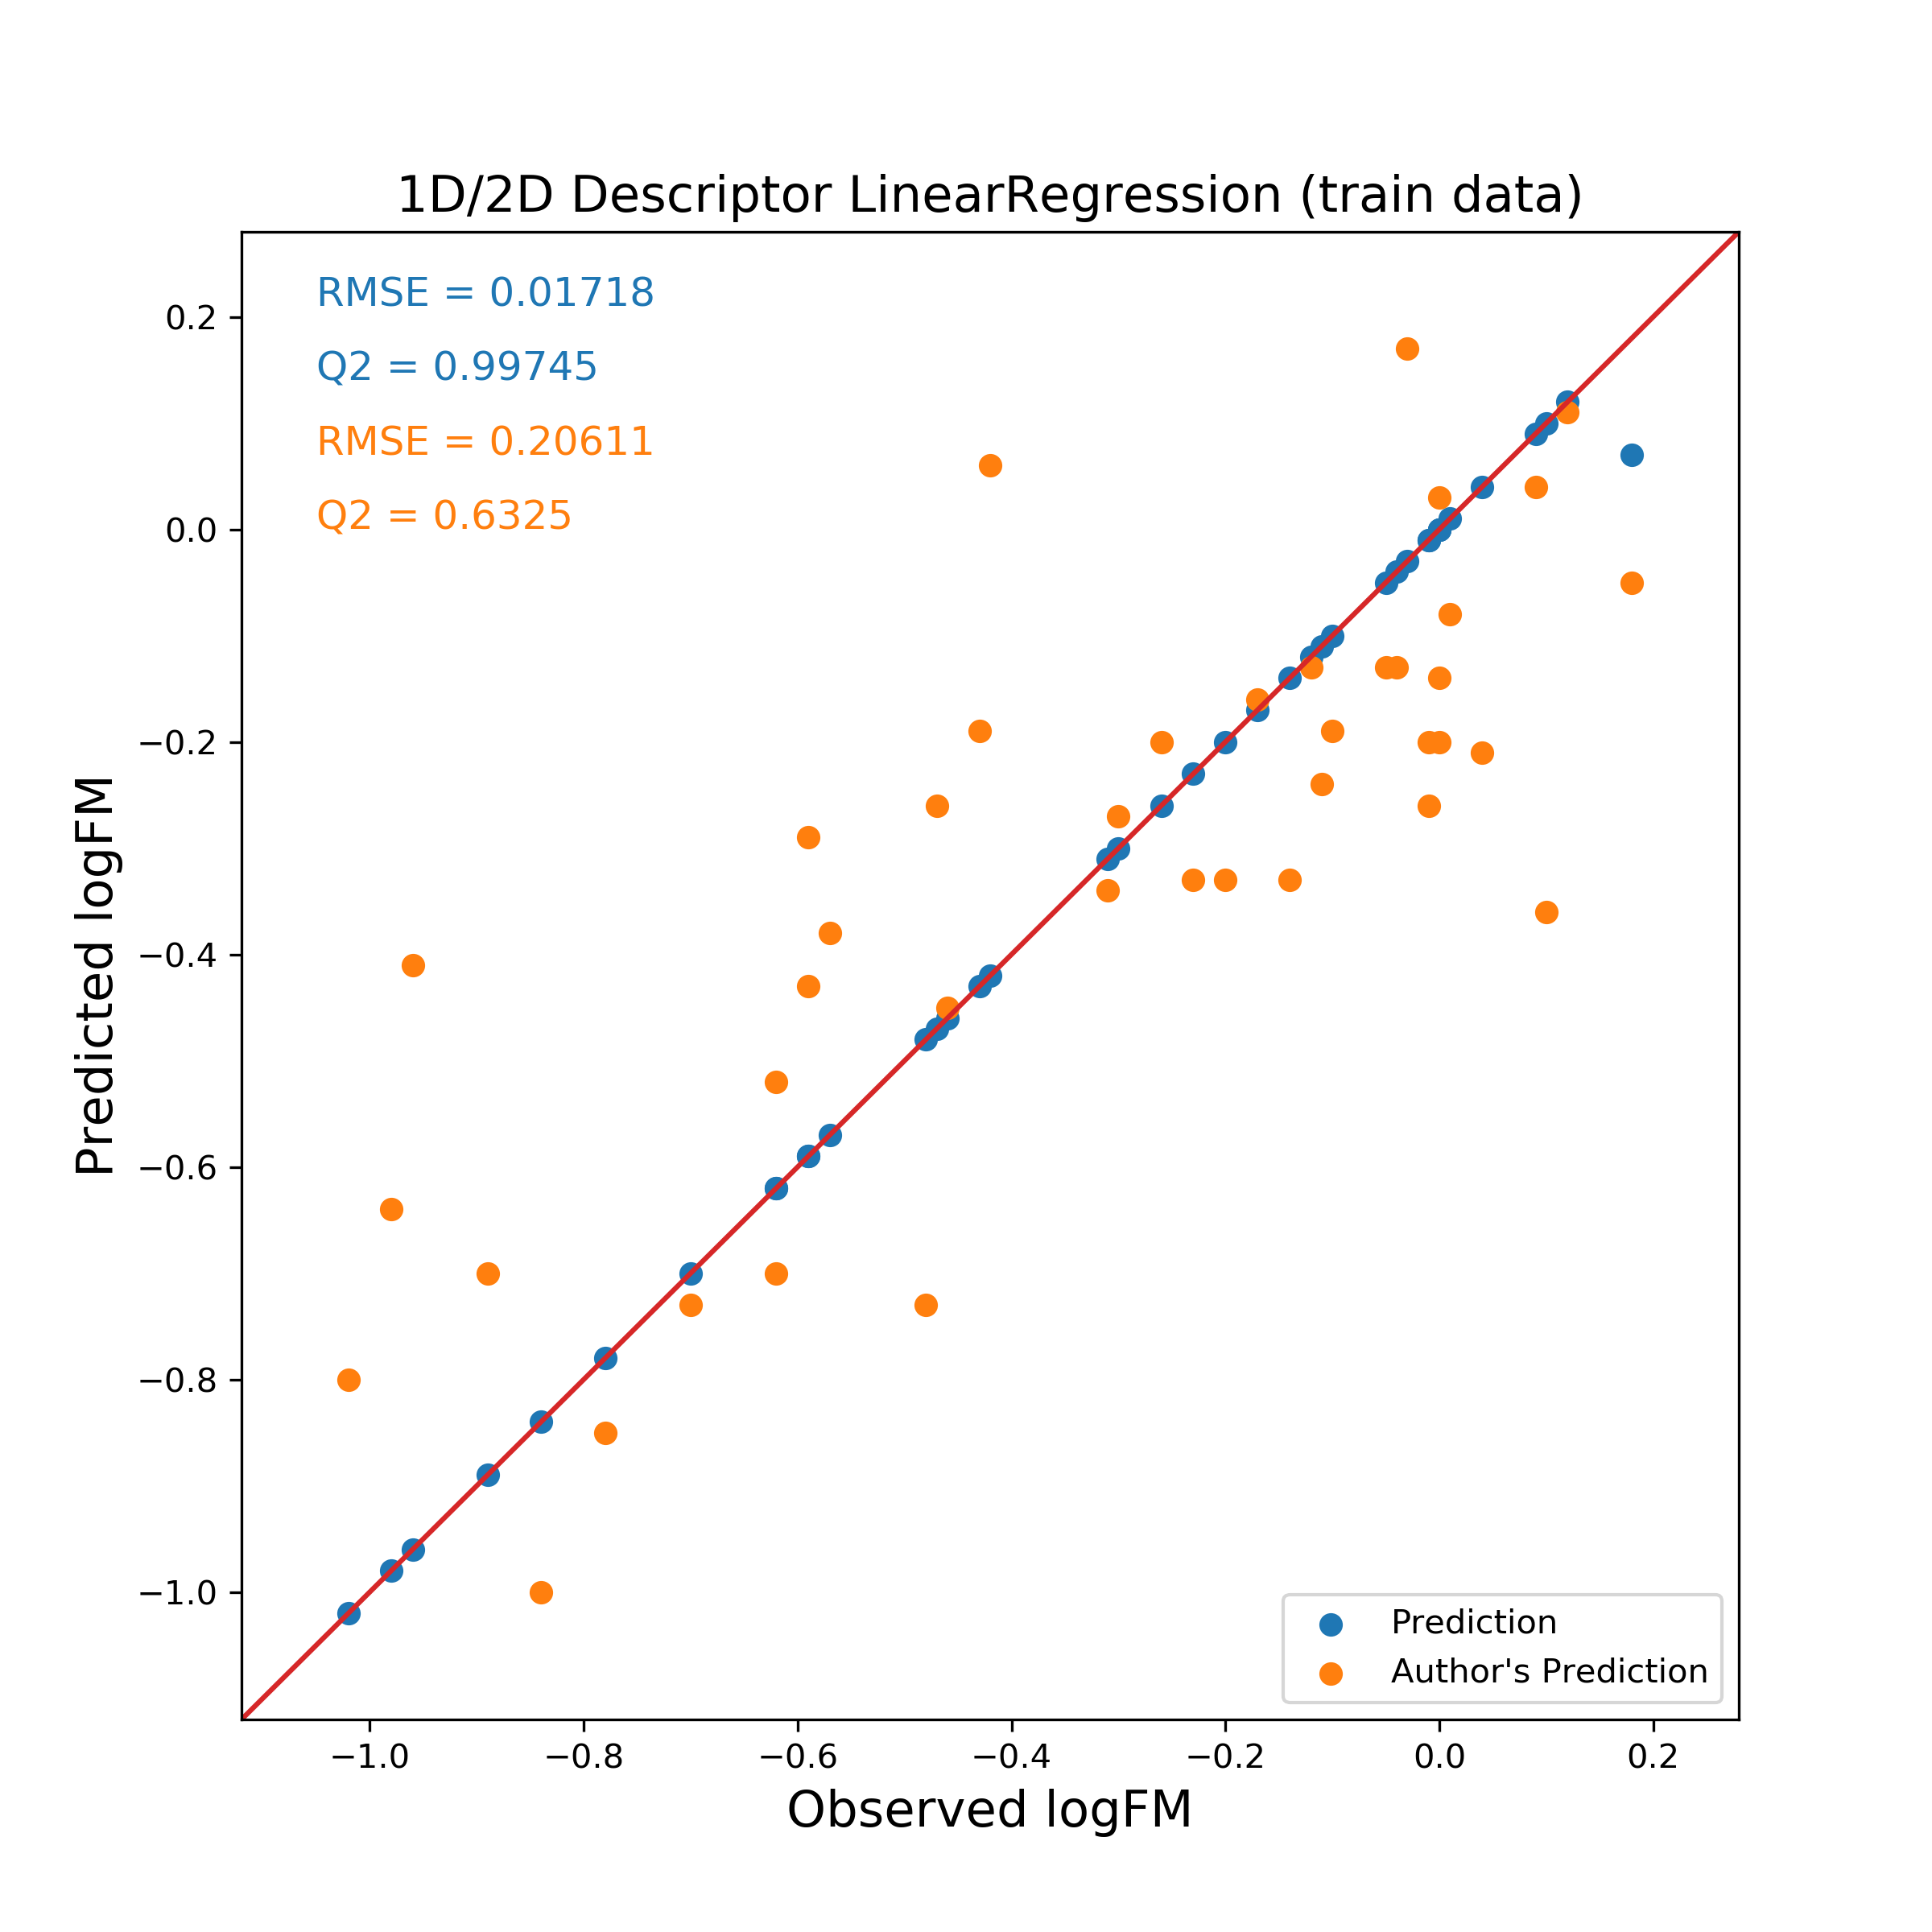 1D/2D Descriptor LinearRegression (train data)
RMSE = 0.01718
Q2 = 0.99745
RMSE = 0.20611
Q2 = 0.6325
0.2
0.0
−0.2
−0.4
−0.6
−0.8
−1.0
Predicted logFM
Prediction
Author's Prediction
−1.0
−0.8
−0.6
−0.4
−0.2
0.0
0.2
Observed logFM